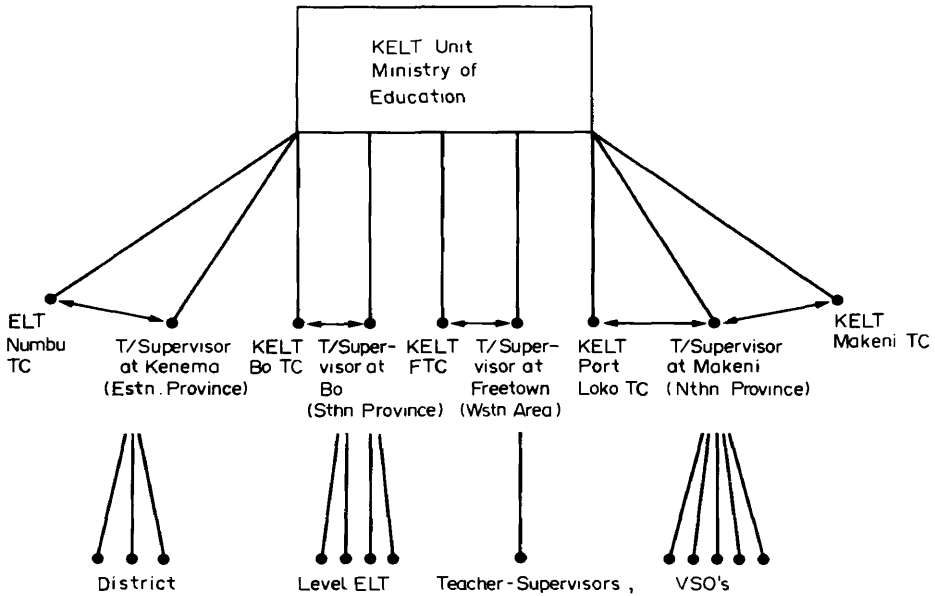 KELT Unit
Ministry of
Education
ELT
Numbu
TC
T/Supervisor
at Kenema
(Estn. Province)
KELT
Bo TC
T/Super-
visor at
Bo
(Sthn Province)
KELT
FTC
T/Super-
visor at
Freetown
(Wstn Area)
KELT
Port
Loko TC
T/Supervisor
at Makeni
(Nthn Province)
KELT
Makeni TC
District Level ELT Teacher-Supervisors, VSO's